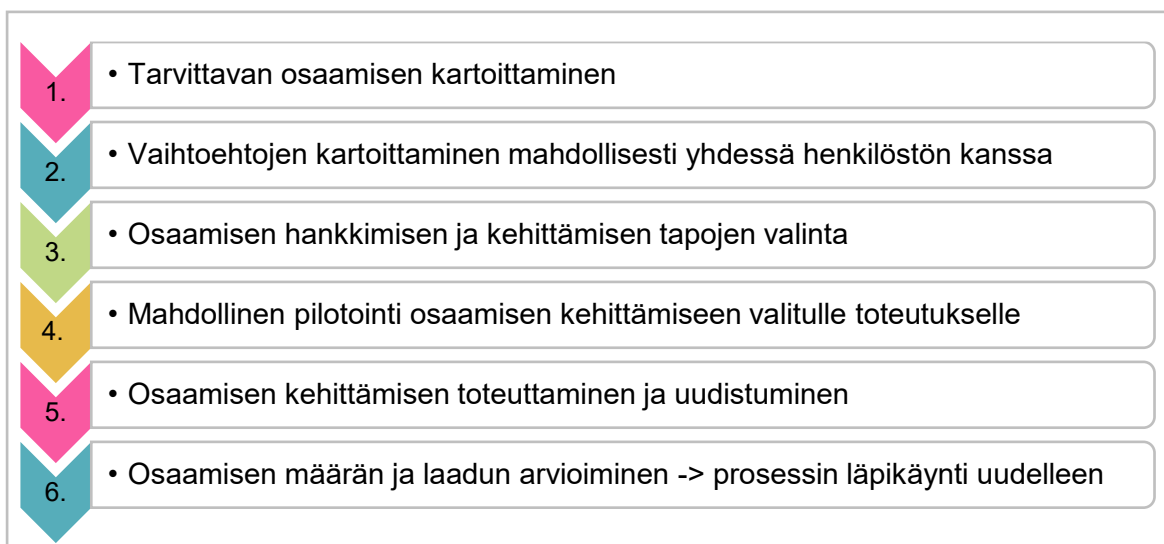 1. • Tarvittavan osaamisen kartoittaminen
2. • Vaihtoehtojen kartoittaminen mahdollisesti yhdessä henkilöstön kanssa
3. • Osaamisen hankkimisen ja kehittämisen tapojen valinta
4. • Mahdollinen pilotointi osaamisen kehittämiseen valitulle toteutukselle
5. • Osaamisen kehittämisen toteuttaminen ja uudistuminen
6. • Osaamisen määrän ja laadun arvioiminen -> prosessin läpikäynti uudelleen